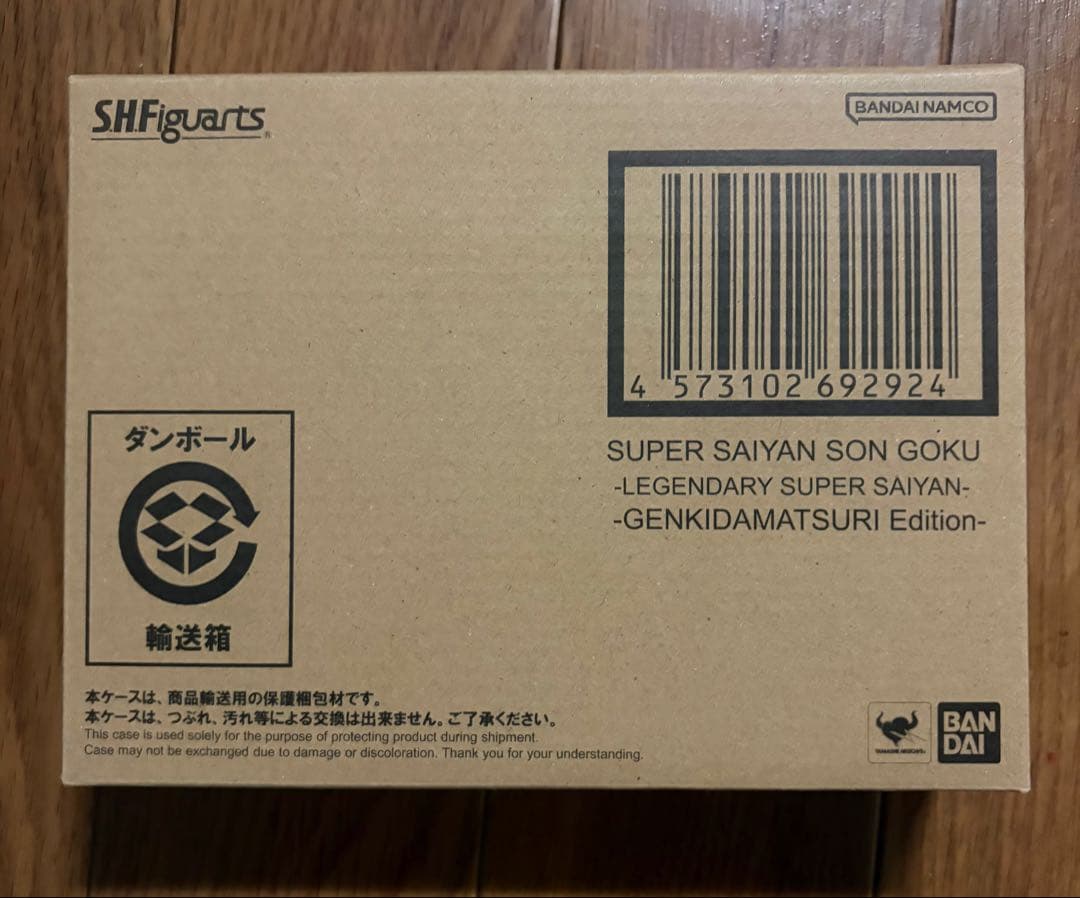 S.H.Figuarts
BANDAI NAMCO
4 573102 692924
SUPER SAIYAN SON GOKU
-LEGENDARY SUPER SAIYAN-
-GENKIDAMATSURI Edition-
ダンボール
輸送箱
本ケースは、商品輸送用の保護梱包材です。
本ケースは、つぶれ、汚れ等による交換は出来ません。ご了承ください。
This case is used solely for the purpose of protecting product during shipment.
Case may not be exchanged due to damage or discoloration. Thank you for your understanding.
TAMASHII NATIONS
BAN
DAI